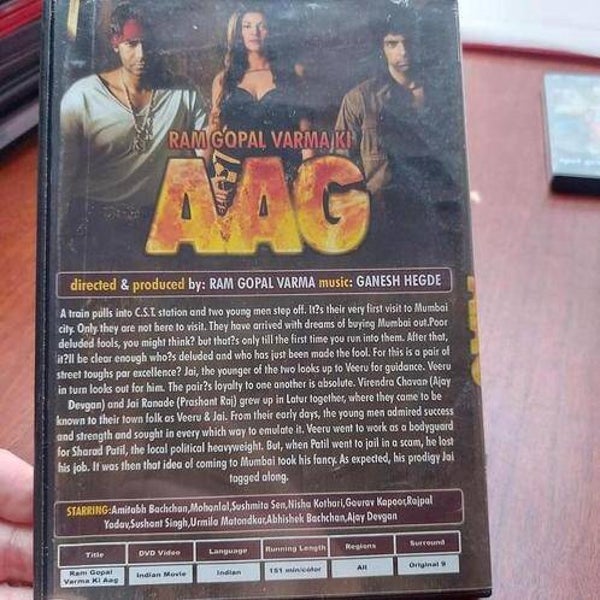 RAM GOPAL VARMA KI
AAG
directed & produced by: RAM GOPAL VARMA music: GANESH HEGDE
A train pulls into C.S.T. station and two young men step off. It?s their very first visit to Mumbai
city. Only they are not here to visit. They have arrived with dreams of buying Mumbai out.Poor
deluded fools, you might think? but that?s only till the first time you run into them. After that,
it?ll be clear enough who?s deluded and who has just been made the fool. For this is a pair of
street toughs par excellence? Jai, the younger of the two looks up to Veeru for guidance. Veeru
in turn looks out for him. The pair?s loyalty to one another is absolute. Virendra Chavan (Ajay
Devgan) and Jai Ranade (Prashant Raj) grew up in Latur together, where they came to be
known to their town folk as Veeru & Jai. From their early days, the young men admired success
and strength and sought in every which way to emulate it. Veeru went to work as a bodyguard
for Sharad Patil, the local political heavyweight. But, when Patil went to jail in a scam, he lost
his job. It was then that idea of coming to Mumbai took his fancy. As expected, his prodigy Jai
tagged along.
STARRING:Amitabh Bachchan,Mohanlal,Sushmita Sen,Nisha Kothari,Gaurav Kapoor,Rajpal
Yadav,Sushant Singh,Urmila Matondkar,Abhishek Bachchan,Ajay Devgan
Title DVD Video Language Running Length Regions Surround
Ram Gopal Verma Ki Aag Indian Movie Indian 151 min/color All Original 9